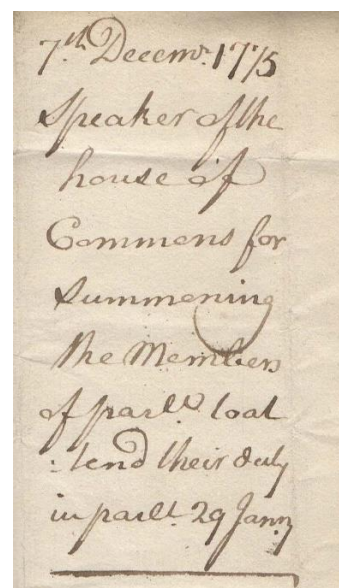 7th Decemr. 1775
Speaker of the
house of
Commons for
Summoning
the Members
of parlt. to at
: tend their duty
in parlt. 29 Janry